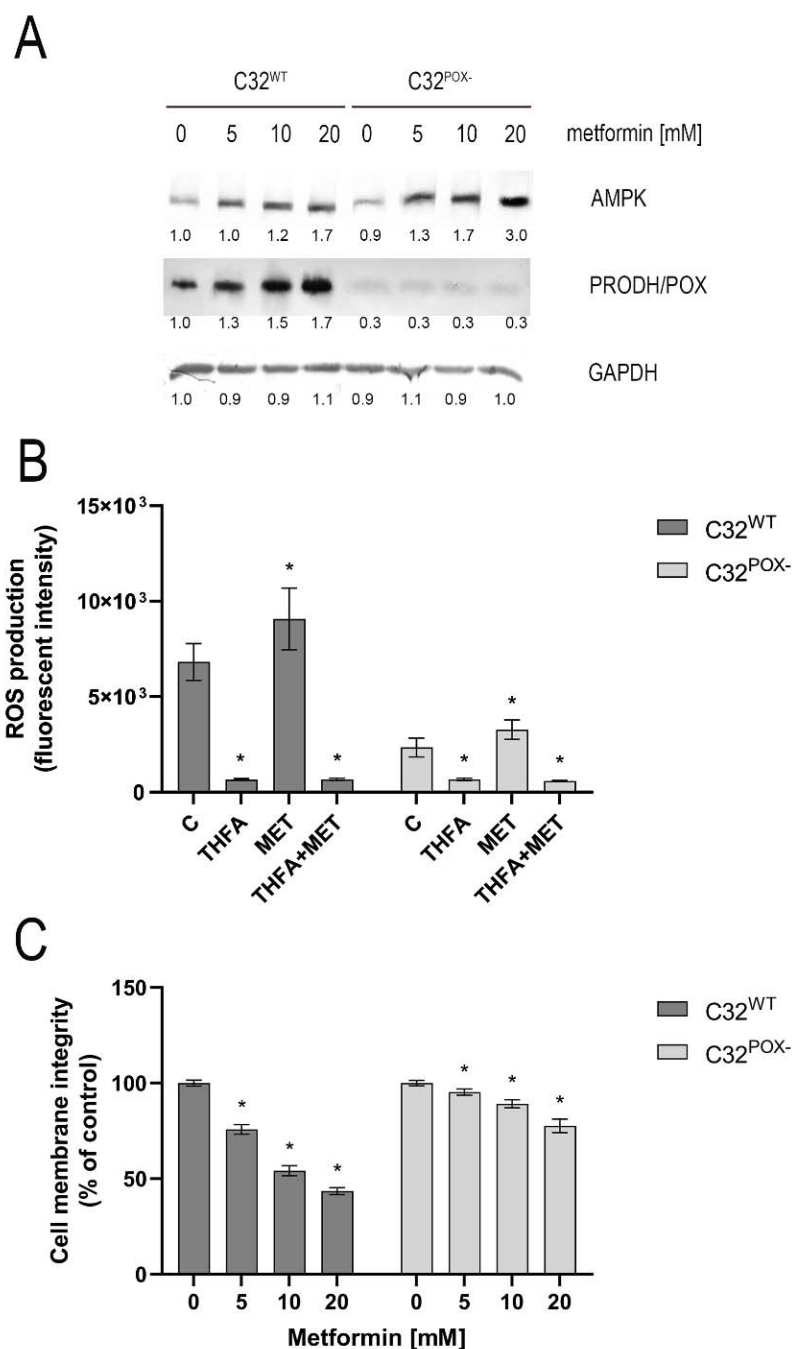 A
C32WT C32POX-
0 5 10 20 0 5 10 20 metformin [mM]
AMPK
1.0 1.0 1.2 1.7 0.9 1.3 1.7 3.0
PRODH/POX
1.0 1.3 1.5 1.7 0.3 0.3 0.3 0.3
GAPDH
1.0 0.9 0.9 1.1 0.9 1.1 0.9 1.0
B
ROS production
(fluorescent intensity)
15×10³
10×10³
5×10³
0
* * * * * *
C THFA MET THFA+MET C THFA MET THFA+MET
C32WT
C32POX-
C
Cell membrane integrity
(% of control)
150
100
50
0
* * * * * *
0 5 10 20 0 5 10 20
Metformin [mM]
C32WT
C32POX-